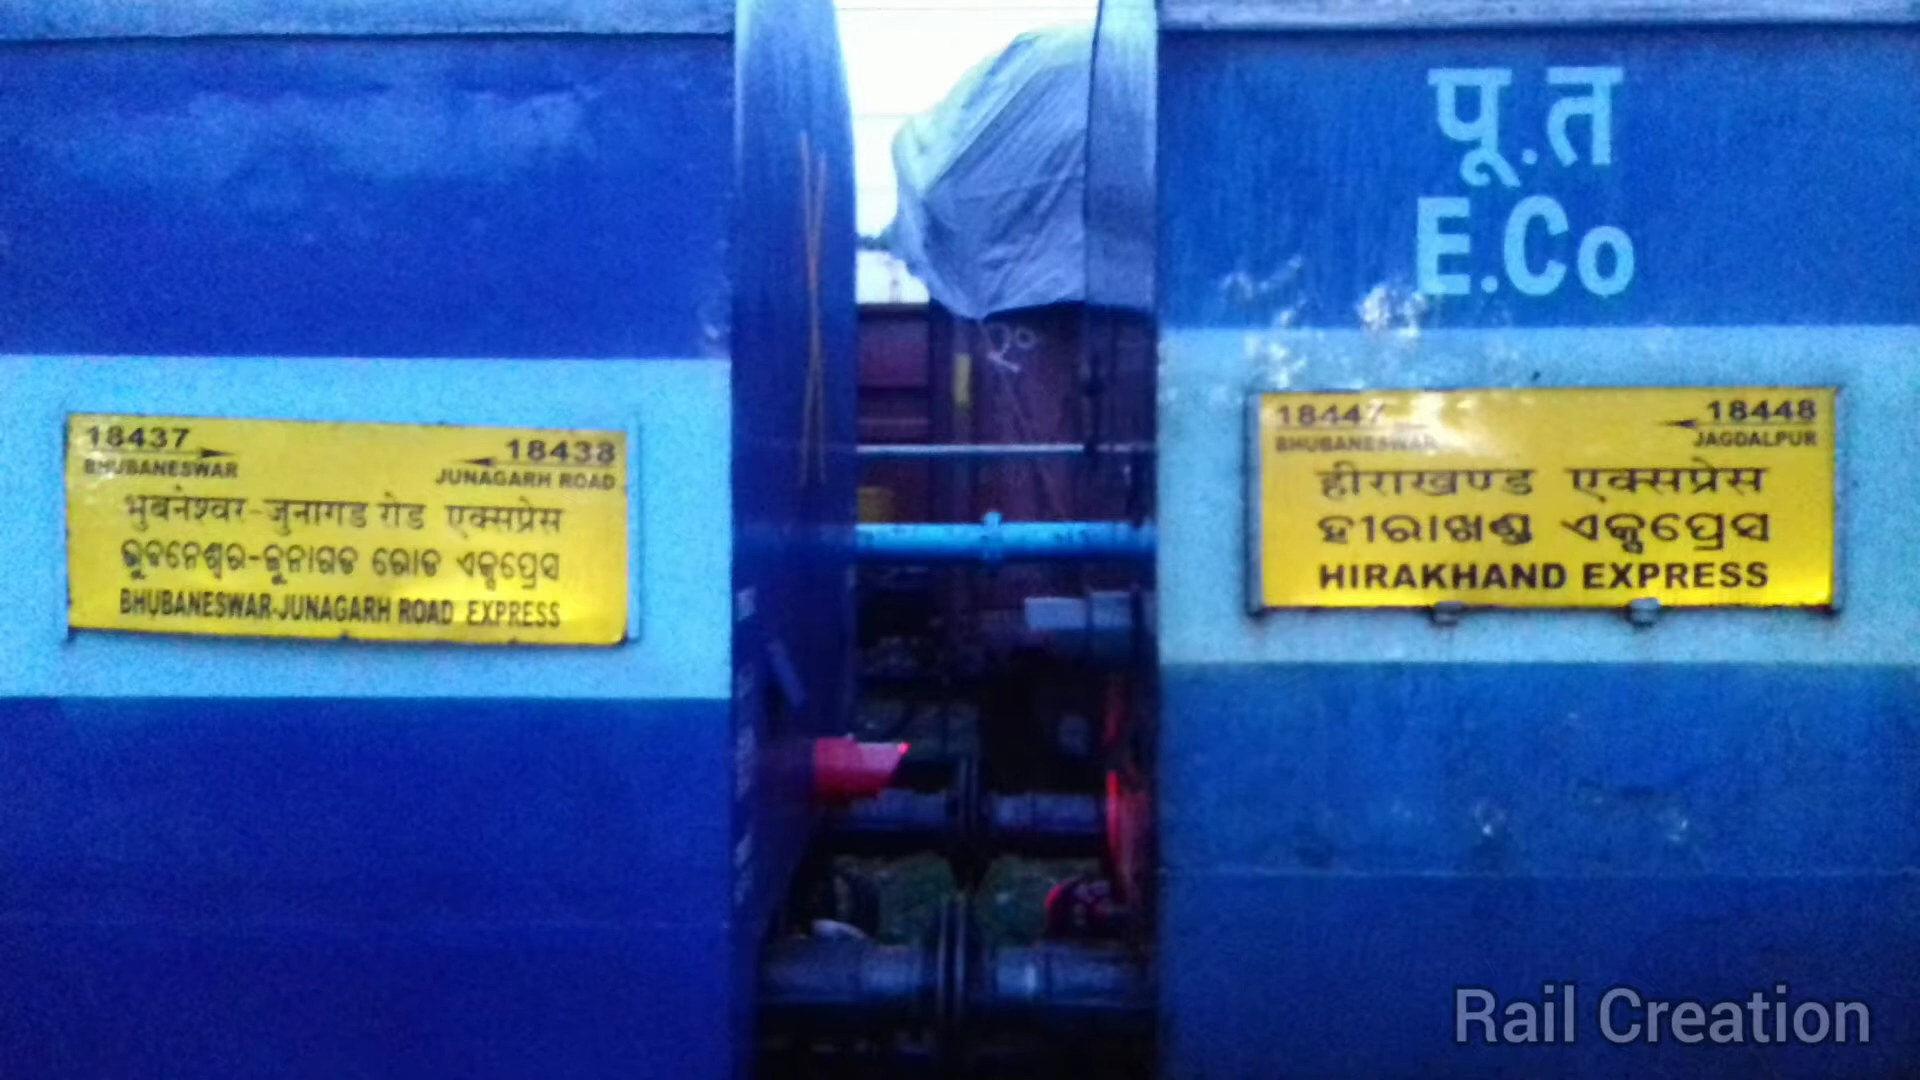 18437
BHUBANESWAR
18438
JUNAGARH ROAD
भुबनेश्वर-जुनागड रोड एक्सप्रेस
ଭୁବନେଶ୍ୱର-ଜୁନାଗଡ ରୋଡ ଏକ୍ସପ୍ରେସ
BHUBANESWAR-JUNAGARH ROAD EXPRESS
पू.त
E.Co
18447
BHUBANESWAR
18448
JAGDALPUR
हीराखण्ड एक्सप्रेस
ହୀରାଖଣ୍ଡ ଏକ୍ସପ୍ରେସ
HIRAKHAND EXPRESS
Rail Creation